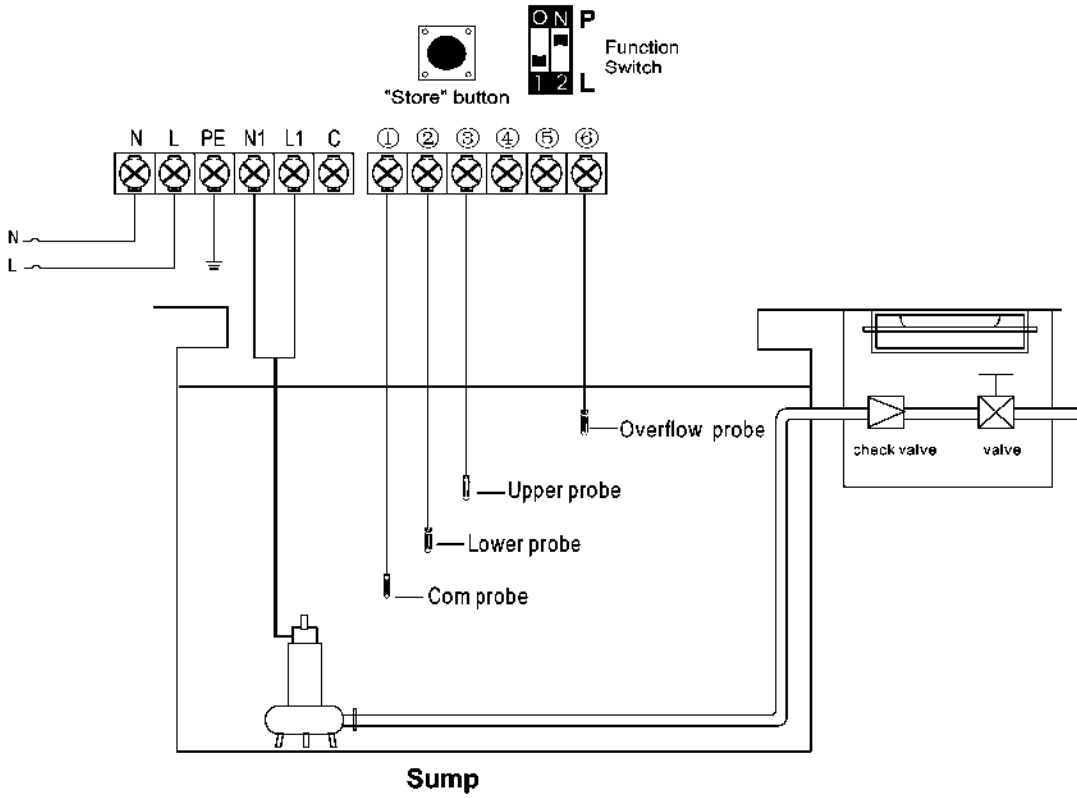 ON P
Function
Switch
1 2 L
"Store" button
N L PE N1 L1 C ① ② ③ ④ ⑤ ⑥
N
L
Overflow probe
check valve
valve
Upper probe
Lower probe
Com probe
Sump